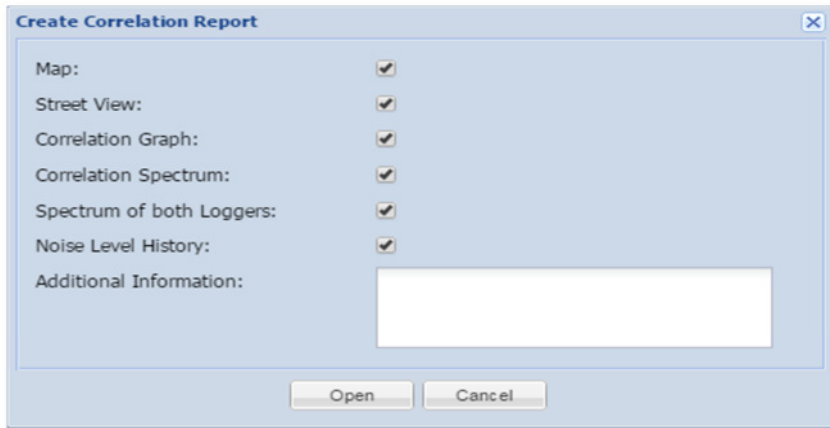 Create Correlation Report
Map:
Street View:
Correlation Graph:
Correlation Spectrum:
Spectrum of both Loggers:
Noise Level History:
Additional Information:
Open Cancel